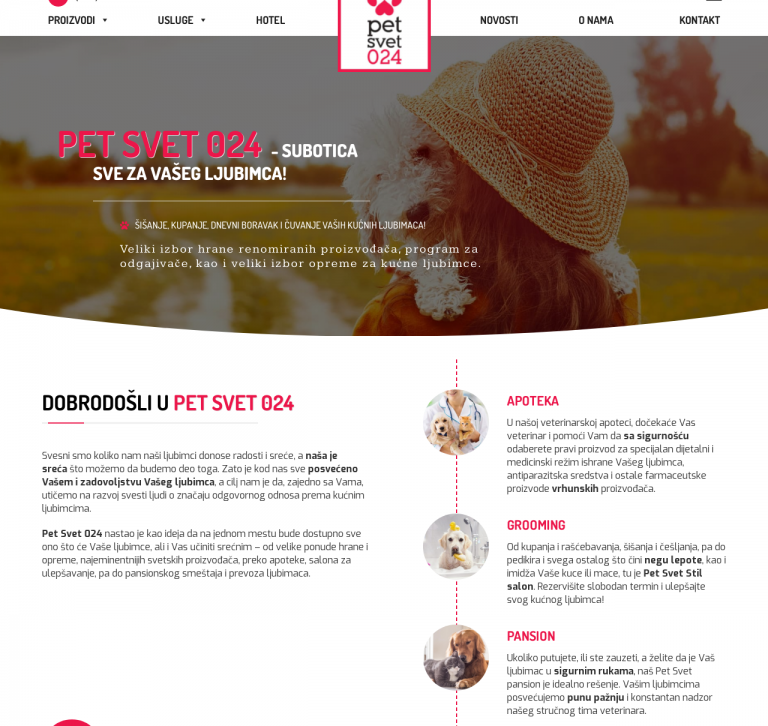 PROIZVODI
USLUGE
HOTEL
pet
svet
024
NOVOSTI
O NAMA
KONTAKT
PET SVET 024 - SUBOTICA
SVE ZA VAŠEG LJUBIMCA!
ŠIŠANJE, KUPANJE, DNEVNI BORAVAK I ČUVANJE VAŠIH KUĆNIH LJUBIMACA!
Veliki izbor hrane renomiranih proizvođača, program za
odgajivače, kao i veliki izbor opreme za kućne ljubimce.
DOBRODOŠLI U PET SVET 024
Svesni smo koliko nam naši ljubimci donose radosti i sreće, a naša je
sreća što možemo da budemo deo toga. Zato je kod nas sve posvećeno
Vašem i zadovoljstvu Vašeg ljubimca, a cilj nam je da, zajedno sa Vama,
utičemo na razvoj svesti ljudi o značaju odgovornog odnosa prema kućnim
ljubimcima.
Pet Svet 024 nastao je kao ideja da na jednom mestu bude dostupno sve
ono što će Vaše ljubimce, ali i Vas učiniti srećnim – od velike ponude hrane i
opreme, najeminentnijih svetskih proizvođača, preko apoteke, salona za
ulepšavanje, pa do pansionskog smeštaja i prevoza ljubimaca.
APOTEKA
U našoj veterinarskoj apoteci, dočekaće Vas
veterinar i pomoći Vam da sa sigurnošću
odaberete pravi proizvod za specijalan dijetalni i
medicinski režim ishrane Vašeg ljubimca,
antiparazitska sredstva i ostale farmaceutske
proizvode vrhunskih proizvođača.
GROOMING
Od kupanja i raščebavanja, šišanja i češljanja, pa do
pedikira i svega ostalog što čini negu lepote, kao i
imidža Vaše kuce ili mace, tu je Pet Svet Stil
salon. Rezervišite slobodan termin i ulepšajte
svog kućnog ljubimca!
PANSION
Ukoliko putujete, ili ste zauzeti, a želite da je Vaš
ljubimac u sigurnim rukama, naš Pet Svet
pansion je idealno rešenje. Vašim ljubimcima
posvećujemo punu pažnju i konstantan nadzor
našeg stručnog tima veterinara.